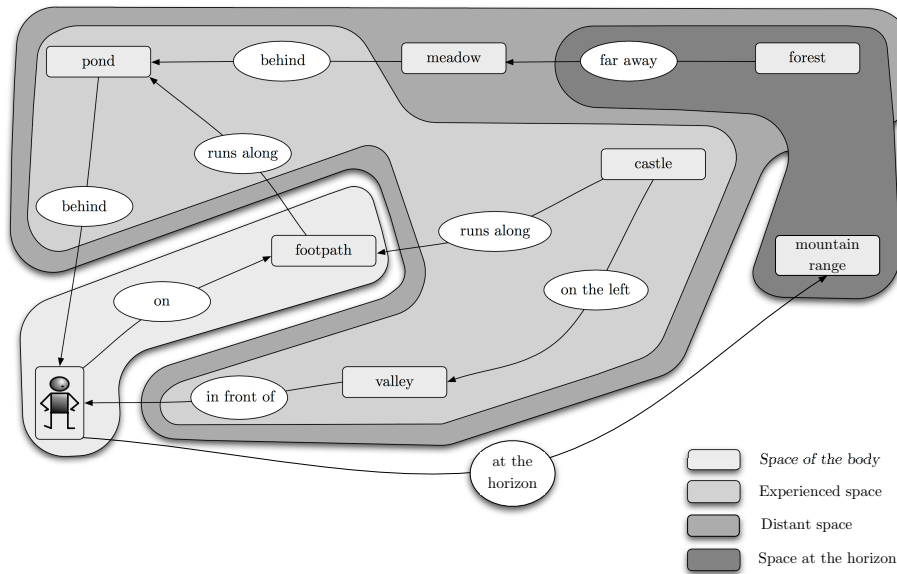 pond
behind
meadow
far away
forest
runs along
castle
behind
runs along
footpath
mountain
range
on
on the left
valley
in front of
at the
horizon
Space of the body
Experienced space
Distant space
Space at the horizon